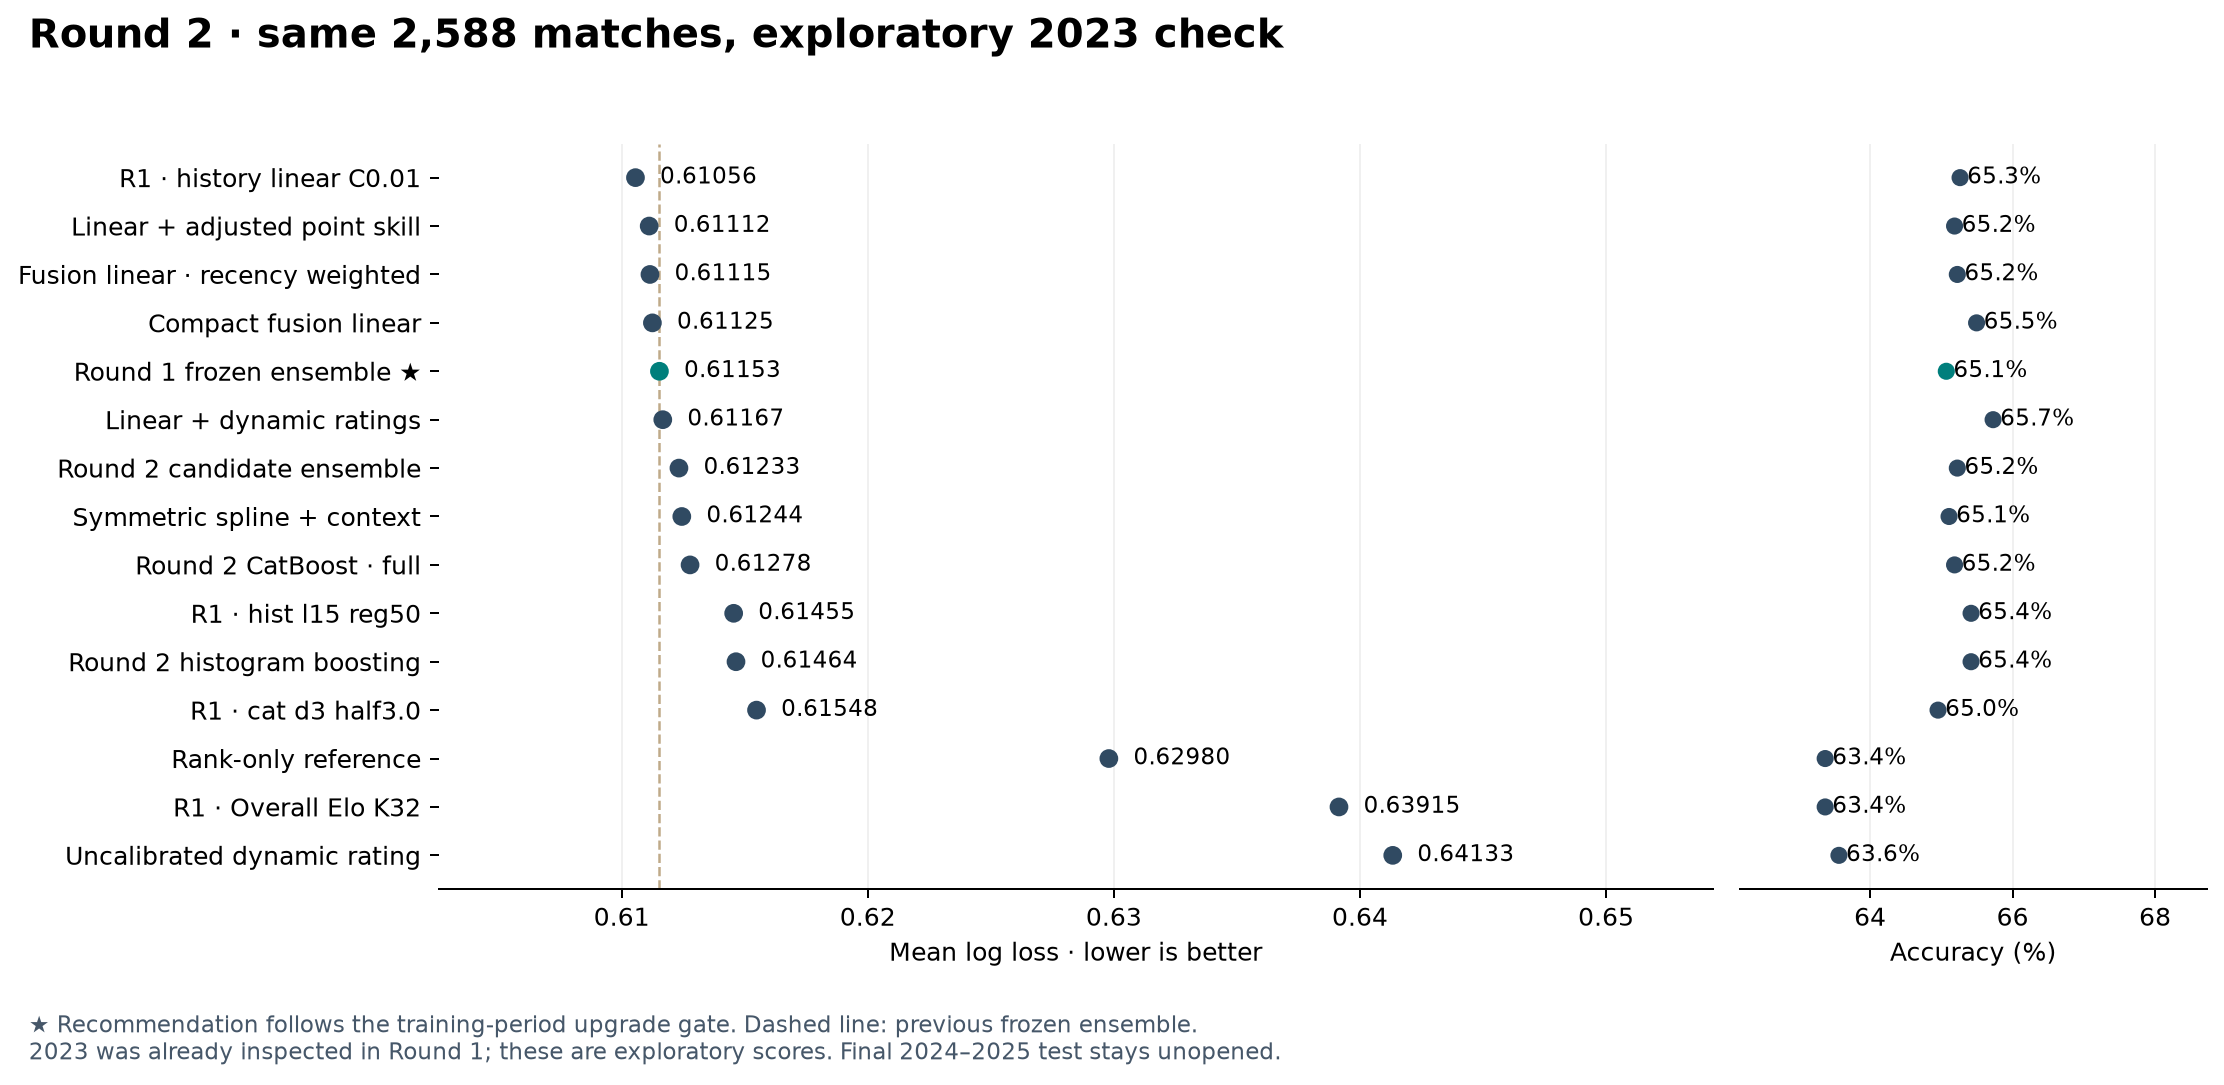 Round 2 · same 2,588 matches, exploratory 2023 check
R1 · history linear C0.01 0.61056 65.3%
Linear + adjusted point skill 0.61112 65.2%
Fusion linear · recency weighted 0.61115 65.2%
Compact fusion linear 0.61125 65.5%
Round 1 frozen ensemble ★ 0.61153 65.1%
Linear + dynamic ratings 0.61167 65.7%
Round 2 candidate ensemble 0.61233 65.2%
Symmetric spline + context 0.61244 65.1%
Round 2 CatBoost · full 0.61278 65.2%
R1 · hist l15 reg50 0.61455 65.4%
Round 2 histogram boosting 0.61464 65.4%
R1 · cat d3 half3.0 0.61548 65.0%
Rank-only reference 0.62980 63.4%
R1 · Overall Elo K32 0.63915 63.4%
Uncalibrated dynamic rating 0.64133 63.6%
0.61 0.62 0.63 0.64 0.65 64 66 68
Mean log loss · lower is better Accuracy (%)
★ Recommendation follows the training-period upgrade gate. Dashed line: previous frozen ensemble.
2023 was already inspected in Round 1; these are exploratory scores. Final 2024–2025 test stays unopened.